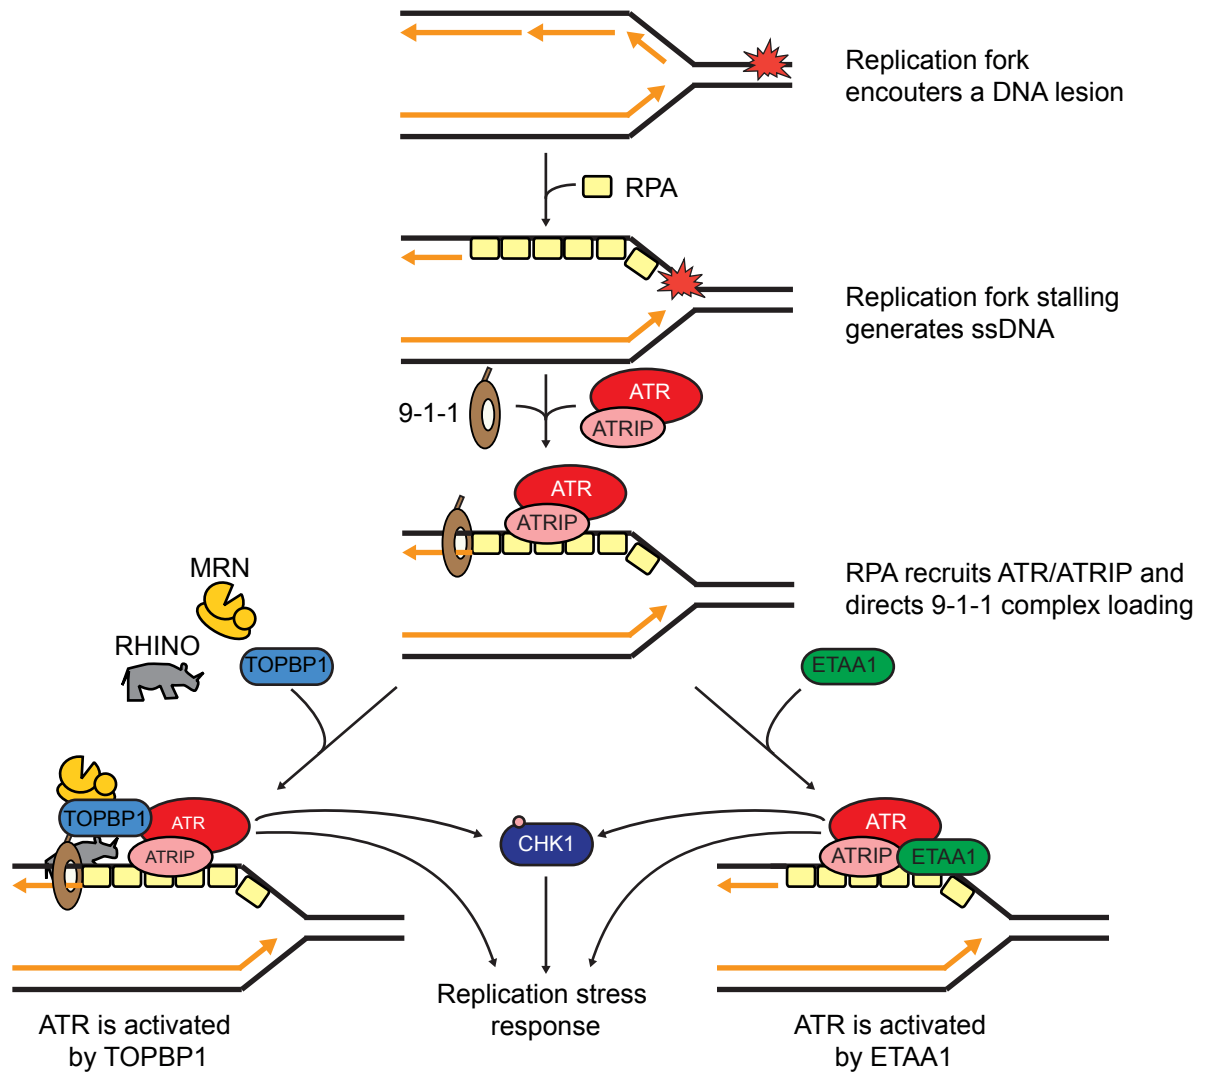 Replication fork
encouters a DNA lesion
RPA
Replication fork stalling
generates ssDNA
9-1-1
ATR
ATRIP
ATR
ATRIP
RPA recruits ATR/ATRIP and
directs 9-1-1 complex loading
MRN
RHINO
TOPBP1
ETAA1
TOPBP1
ATR
ATRIP
CHK1
ATR
ATRIP
ETAA1
Replication stress
response
ATR is activated
by TOPBP1
ATR is activated
by ETAA1